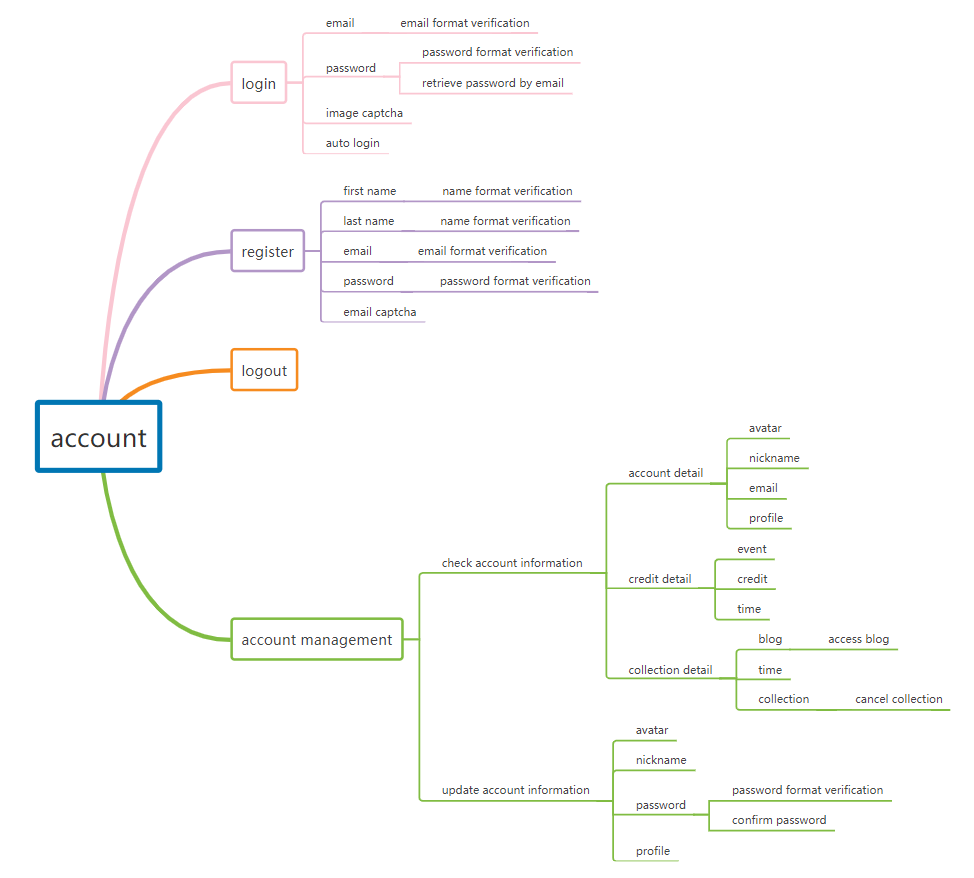 email
email format verification
password
password format verification
retrieve password by email
login
image captcha
auto login
first name
name format verification
last name
name format verification
register
email
email format verification
password
password format verification
email captcha
logout
account
account management
check account information
account detail
avatar
nickname
email
profile
credit detail
event
credit
time
collection detail
blog
access blog
time
collection
cancel collection
update account information
avatar
nickname
password
password format verification
confirm password
profile